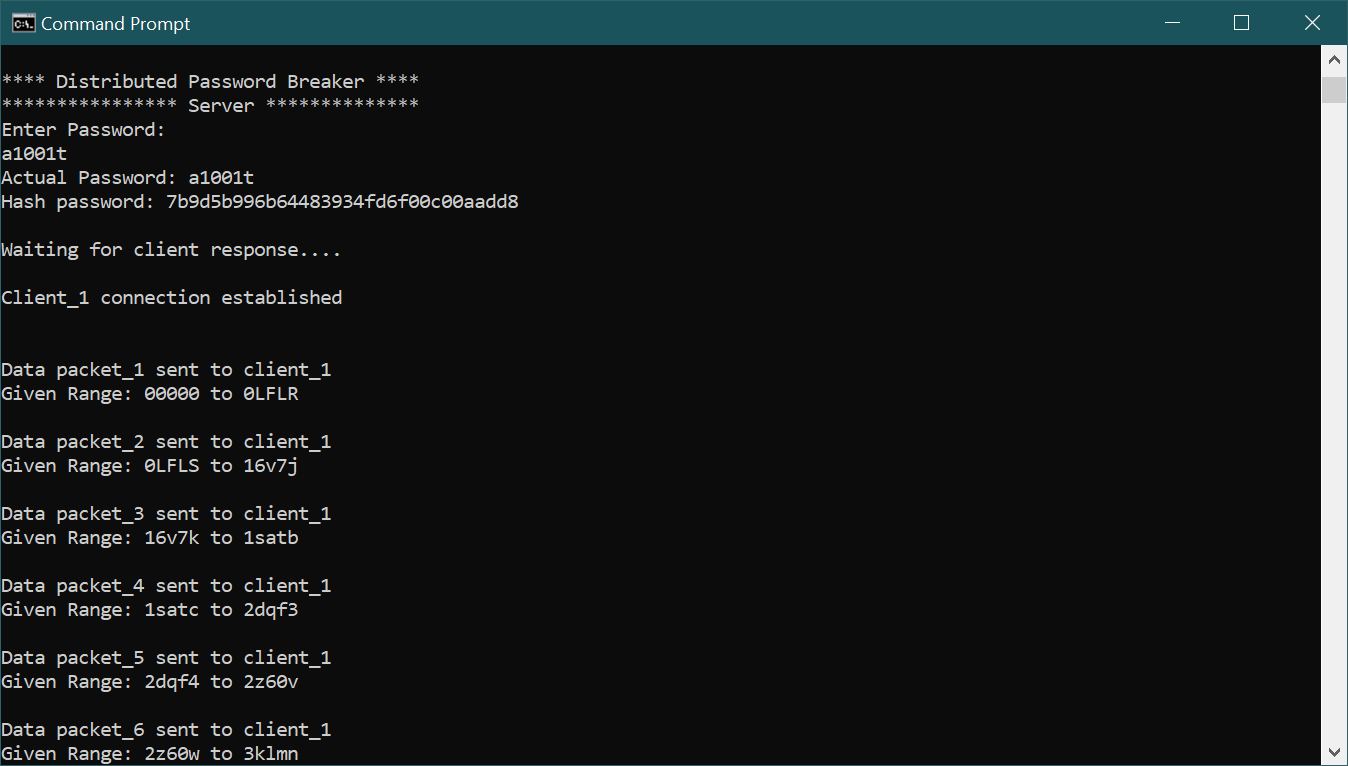 Command Prompt
**** Distributed Password Breaker ****
**************** Server **************
Enter Password:
a1001t
Actual Password: a1001t
Hash password: 7b9d5b996b64483934fd6f00c00aadd8
Waiting for client response....
Client_1 connection established
Data packet_1 sent to client_1
Given Range: 00000 to 0LFLR
Data packet_2 sent to client_1
Given Range: 0LFLS to 16v7j
Data packet_3 sent to client_1
Given Range: 16v7k to 1satb
Data packet_4 sent to client_1
Given Range: 1satc to 2dqf3
Data packet_5 sent to client_1
Given Range: 2dqf4 to 2z60v
Data packet_6 sent to client_1
Given Range: 2z60w to 3klmn